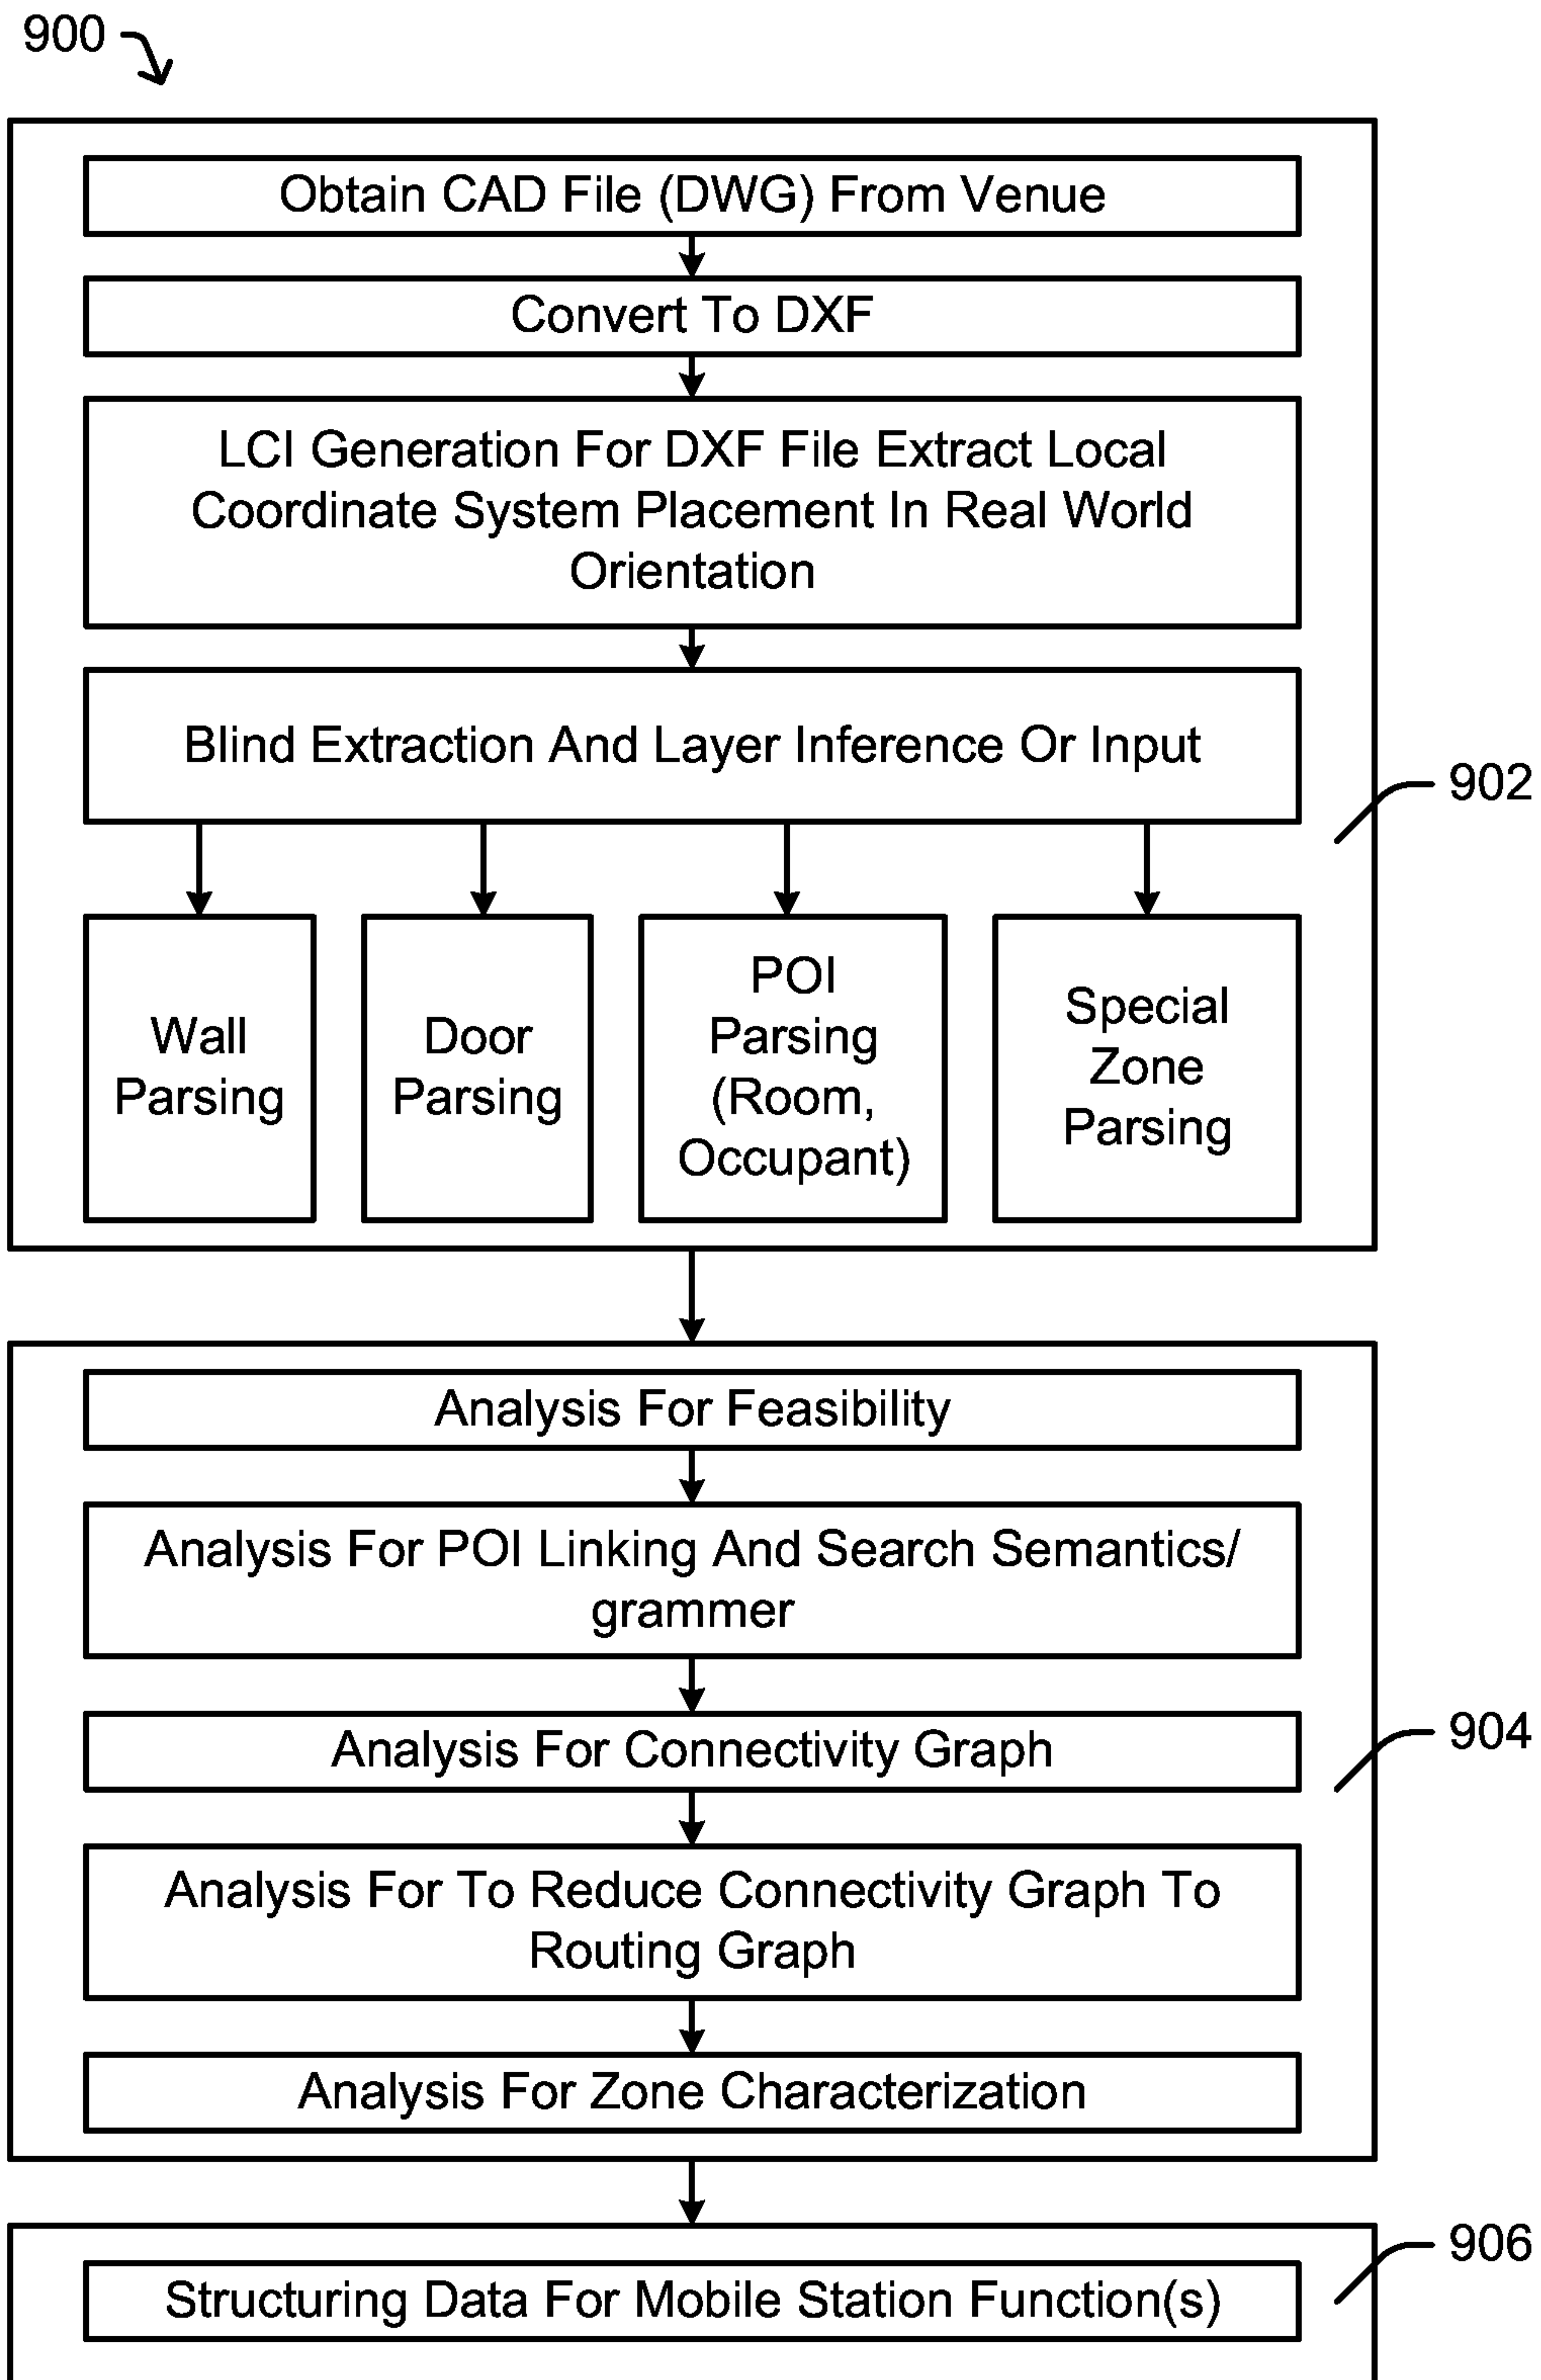 900
Obtain CAD File (DWG) From Venue
Convert To DXF
LCI Generation For DXF File Extract Local
Coordinate System Placement In Real World
Orientation
Blind Extraction And Layer Inference Or Input
902
Wall
Parsing
Door
Parsing
POI
Parsing
(Room,
Occupant)
Special
Zone
Parsing
Analysis For Feasibility
Analysis For POI Linking And Search Semantics/
grammer
Analysis For Connectivity Graph
904
Analysis For To Reduce Connectivity Graph To
Routing Graph
Analysis For Zone Characterization
906
Structuring Data For Mobile Station Function(s)